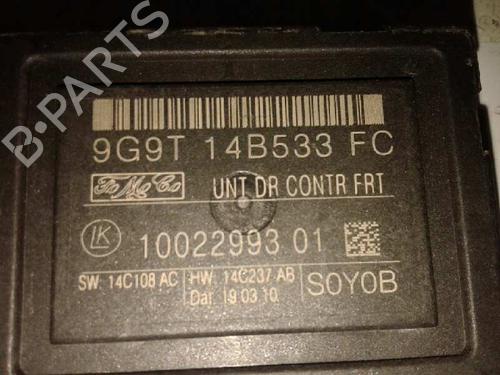 B-PARTS
9G9T 14B533 FC
FoMoCo UNT DR CONTR FRT
LK 10022993 01
SW: 14C108 AC HW: 14C237 AB
Dat: 19.03.10 SOYOB